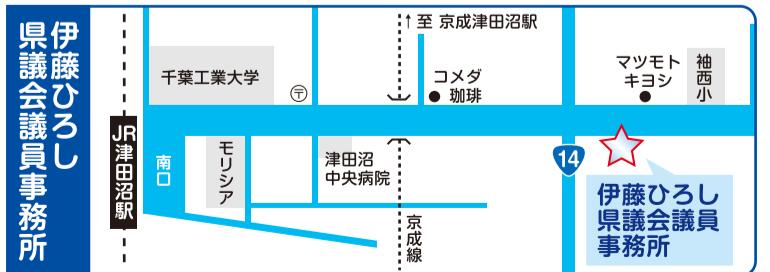 伊藤ひろし
県議会議員事務所
JR津田沼駅
南口
千葉工業大学
〒
モリシア
津田沼
中央病院
↑至 京成津田沼駅
コメダ
珈琲
京成線
14
マツモト
キヨシ
袖西小
伊藤ひろし
県議会議員
事務所